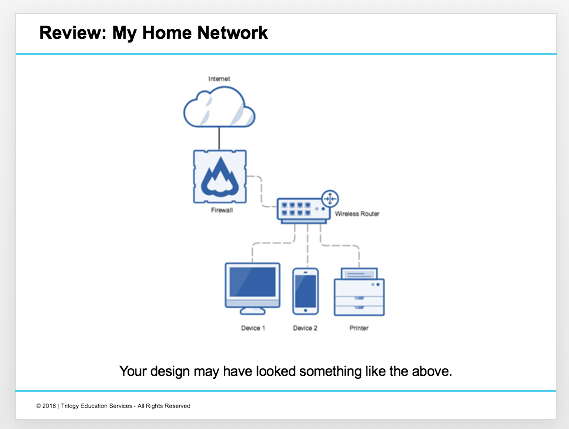 Review: My Home Network
Internet
Firewall
Wireless Router
Device 1
Device 2
Printer
Your design may have looked something like the above.
© 2018 | Trilogy Education Services - All Rights Reserved